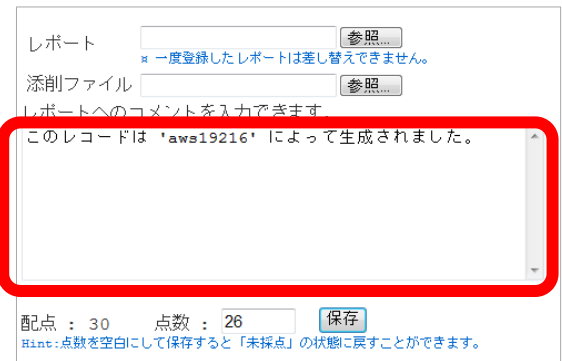 レポート 参照...
¤ 一度登録したレポートは差し替えできません。
添削ファイル 参照...
レポートへのコメントを入力できます。
このレコードは 'aws19216' によって生成されました。
配点 : 30 点数 : 26 保存
Hint:点数を空白にして保存すると「未採点」の状態に戻すことができます。